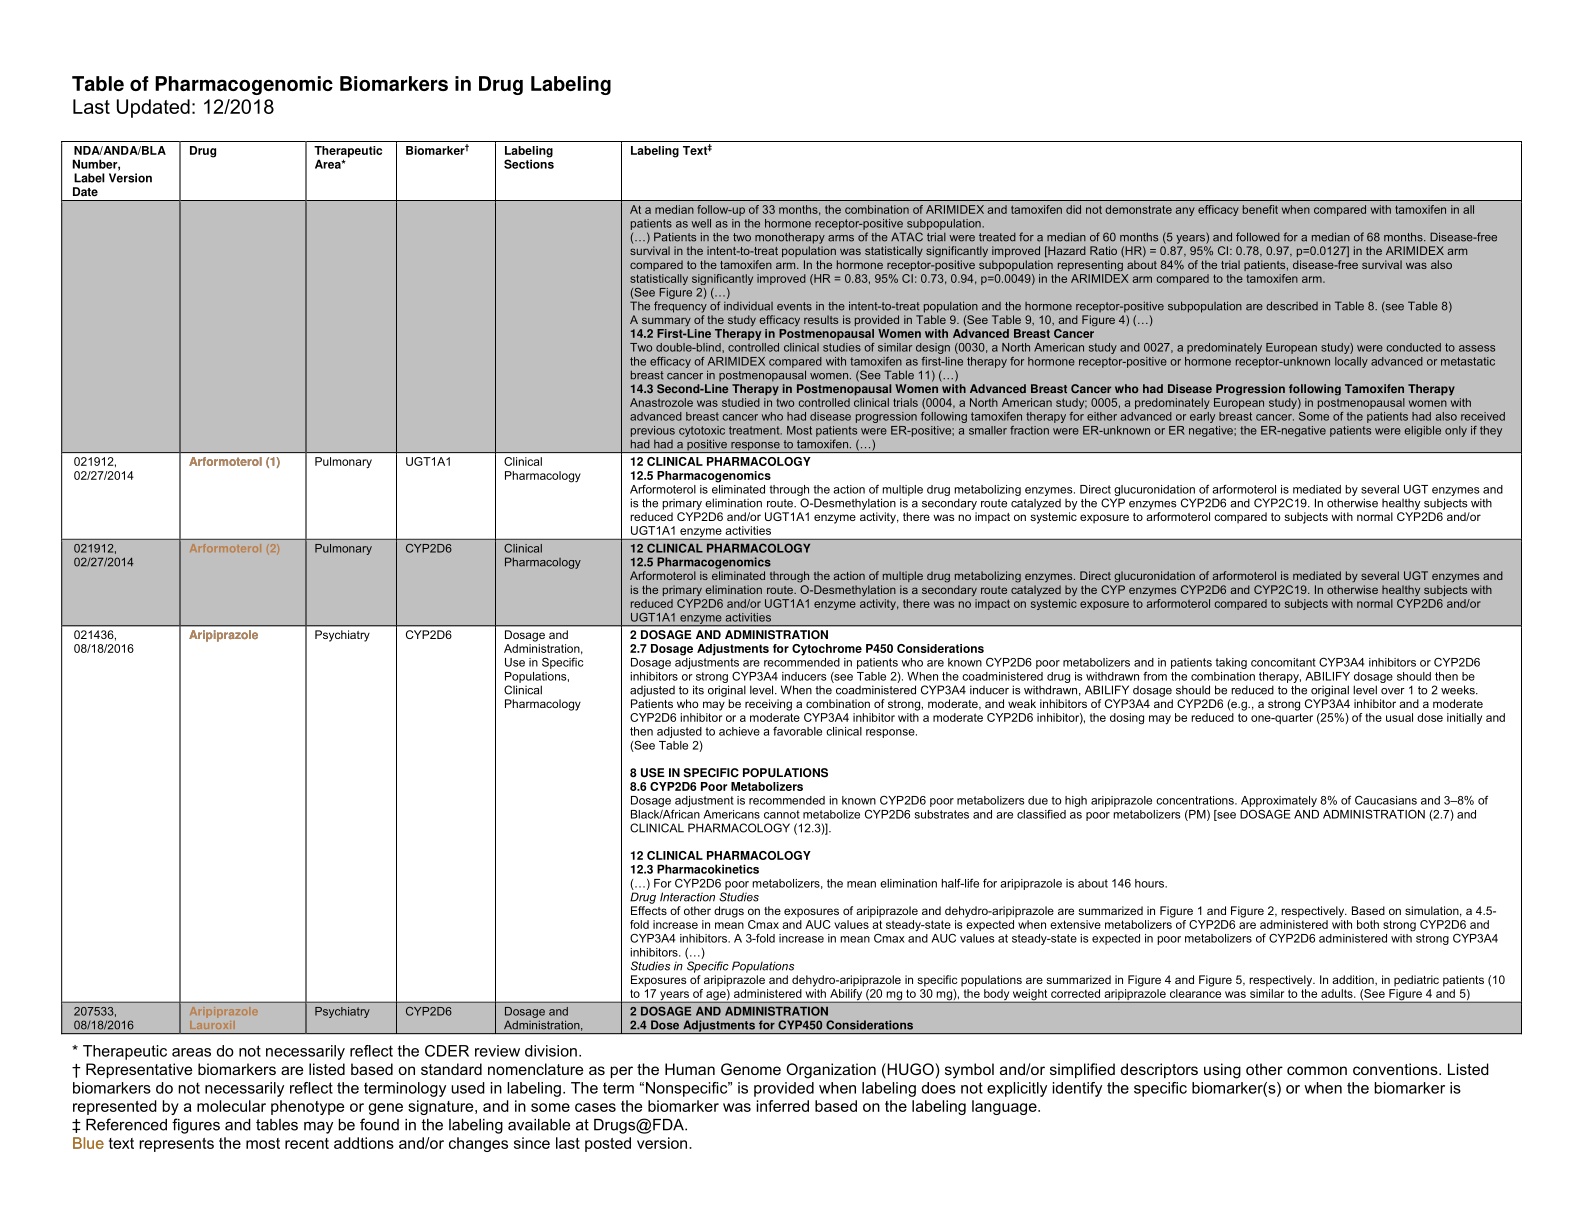 Table of Pharmacogenomic Biomarkers in Drug Labeling
Last Updated: 12/2018
NDA/ANDA/BLA
Number,
Label Version
Date
Drug
Therapeutic
Area*
Biomarker†
Labeling
Sections
Labeling Text‡
At a median follow-up of 33 months, the combination of ARIMIDEX and tamoxifen did not demonstrate any efficacy benefit when compared with tamoxifen in all
patients as well as in the hormone receptor-positive subpopulation.
(…) Patients in the two monotherapy arms of the ATAC trial were treated for a median of 60 months (5 years) and followed for a median of 68 months. Disease-free
survival in the intent-to-treat population was statistically significantly improved [Hazard Ratio (HR) = 0.87, 95% CI: 0.78, 0.97, p=0.0127] in the ARIMIDEX arm
compared to the tamoxifen arm. In the hormone receptor-positive subpopulation representing about 84% of the trial patients, disease-free survival was also
statistically significantly improved (HR = 0.83, 95% CI: 0.73, 0.94, p=0.0049) in the ARIMIDEX arm compared to the tamoxifen arm.
(See Figure 2) (…)
The frequency of individual events in the intent-to-treat population and the hormone receptor-positive subpopulation are described in Table 8. (see Table 8)
A summary of the study efficacy results is provided in Table 9. (See Table 9, 10, and Figure 4) (…)
14.2 First-Line Therapy in Postmenopausal Women with Advanced Breast Cancer
Two double-blind, controlled clinical studies of similar design (0030, a North American study and 0027, a predominately European study) were conducted to assess
the efficacy of ARIMIDEX compared with tamoxifen as first-line therapy for hormone receptor-positive or hormone receptor-unknown locally advanced or metastatic
breast cancer in postmenopausal women. (See Table 11) (…)
14.3 Second-Line Therapy in Postmenopausal Women with Advanced Breast Cancer who had Disease Progression following Tamoxifen Therapy
Anastrozole was studied in two controlled clinical trials (0004, a North American study; 0005, a predominately European study) in postmenopausal women with
advanced breast cancer who had disease progression following tamoxifen therapy for either advanced or early breast cancer. Some of the patients had also received
previous cytotoxic treatment. Most patients were ER-positive; a smaller fraction were ER-unknown or ER negative; the ER-negative patients were eligible only if they
had had a positive response to tamoxifen. (…)
021912,
02/27/2014
Arformoterol (1)
Pulmonary
UGT1A1
Clinical
Pharmacology
12 CLINICAL PHARMACOLOGY
12.5 Pharmacogenomics
Arformoterol is eliminated through the action of multiple drug metabolizing enzymes. Direct glucuronidation of arformoterol is mediated by several UGT enzymes and
is the primary elimination route. O-Desmethylation is a secondary route catalyzed by the CYP enzymes CYP2D6 and CYP2C19. In otherwise healthy subjects with
reduced CYP2D6 and/or UGT1A1 enzyme activity, there was no impact on systemic exposure to arformoterol compared to subjects with normal CYP2D6 and/or
UGT1A1 enzyme activities
021912,
02/27/2014
Arformoterol (2)
Pulmonary
CYP2D6
Clinical
Pharmacology
12 CLINICAL PHARMACOLOGY
12.5 Pharmacogenomics
Arformoterol is eliminated through the action of multiple drug metabolizing enzymes. Direct glucuronidation of arformoterol is mediated by several UGT enzymes and
is the primary elimination route. O-Desmethylation is a secondary route catalyzed by the CYP enzymes CYP2D6 and CYP2C19. In otherwise healthy subjects with
reduced CYP2D6 and/or UGT1A1 enzyme activity, there was no impact on systemic exposure to arformoterol compared to subjects with normal CYP2D6 and/or
UGT1A1 enzyme activities
021436,
08/18/2016
Aripiprazole
Psychiatry
CYP2D6
Dosage and
Administration,
Use in Specific
Populations,
Clinical
Pharmacology
2 DOSAGE AND ADMINISTRATION
2.7 Dosage Adjustments for Cytochrome P450 Considerations
Dosage adjustments are recommended in patients who are known CYP2D6 poor metabolizers and in patients taking concomitant CYP3A4 inhibitors or CYP2D6
inhibitors or strong CYP3A4 inducers (see Table 2). When the coadministered drug is withdrawn from the combination therapy, ABILIFY dosage should then be
adjusted to its original level. When the coadministered CYP3A4 inducer is withdrawn, ABILIFY dosage should be reduced to the original level over 1 to 2 weeks.
Patients who may be receiving a combination of strong, moderate, and weak inhibitors of CYP3A4 and CYP2D6 (e.g., a strong CYP3A4 inhibitor and a moderate
CYP2D6 inhibitor or a moderate CYP3A4 inhibitor with a moderate CYP2D6 inhibitor), the dosing may be reduced to one-quarter (25%) of the usual dose initially and
then adjusted to achieve a favorable clinical response.
(See Table 2)
8 USE IN SPECIFIC POPULATIONS
8.6 CYP2D6 Poor Metabolizers
Dosage adjustment is recommended in known CYP2D6 poor metabolizers due to high aripiprazole concentrations. Approximately 8% of Caucasians and 3–8% of
Black/African Americans cannot metabolize CYP2D6 substrates and are classified as poor metabolizers (PM) [see DOSAGE AND ADMINISTRATION (2.7) and
CLINICAL PHARMACOLOGY (12.3)].
12 CLINICAL PHARMACOLOGY
12.3 Pharmacokinetics
(…) For CYP2D6 poor metabolizers, the mean elimination half-life for aripiprazole is about 146 hours.
Drug Interaction Studies
Effects of other drugs on the exposures of aripiprazole and dehydro-aripiprazole are summarized in Figure 1 and Figure 2, respectively. Based on simulation, a 4.5-
fold increase in mean Cmax and AUC values at steady-state is expected when extensive metabolizers of CYP2D6 are administered with both strong CYP2D6 and
CYP3A4 inhibitors. A 3-fold increase in mean Cmax and AUC values at steady-state is expected in poor metabolizers of CYP2D6 administered with strong CYP3A4
inhibitors. (…)
Studies in Specific Populations
Exposures of aripiprazole and dehydro-aripiprazole in specific populations are summarized in Figure 4 and Figure 5, respectively. In addition, in pediatric patients (10
to 17 years of age) administered with Abilify (20 mg to 30 mg), the body weight corrected aripiprazole clearance was similar to the adults. (See Figure 4 and 5)
207533,
08/18/2016
Aripiprazole
Lauroxil
Psychiatry
CYP2D6
Dosage and
Administration,
2 DOSAGE AND ADMINISTRATION
2.4 Dose Adjustments for CYP450 Considerations
* Therapeutic areas do not necessarily reflect the CDER review division.
† Representative biomarkers are listed based on standard nomenclature as per the Human Genome Organization (HUGO) symbol and/or simplified descriptors using other common conventions. Listed
biomarkers do not necessarily reflect the terminology used in labeling. The term “Nonspecific” is provided when labeling does not explicitly identify the specific biomarker(s) or when the biomarker is
represented by a molecular phenotype or gene signature, and in some cases the biomarker was inferred based on the labeling language.
‡ Referenced figures and tables may be found in the labeling available at Drugs@FDA.
Blue text represents the most recent addtions and/or changes since last posted version.